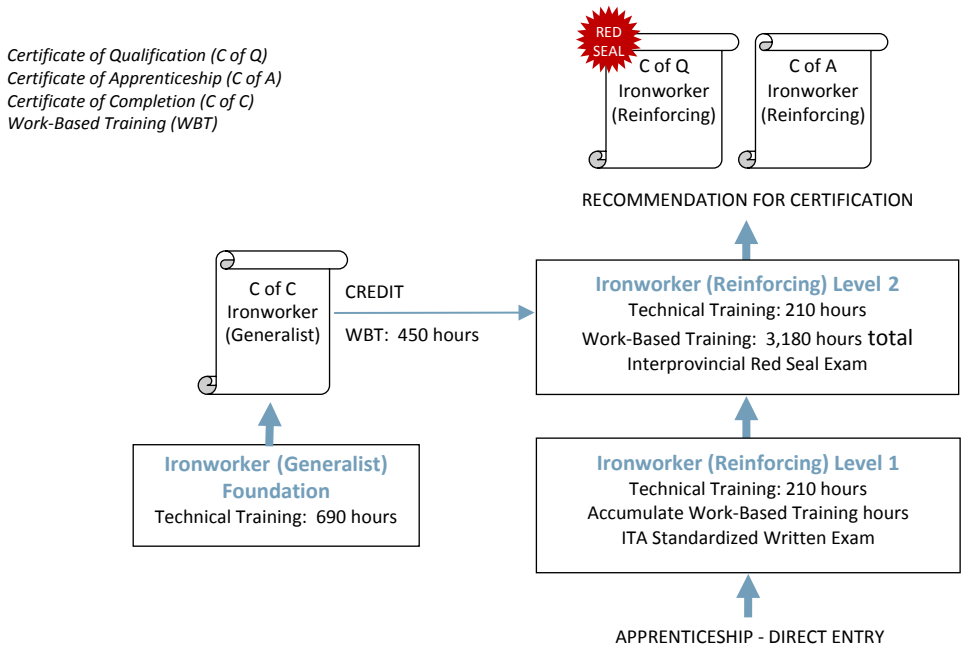 Certificate of Qualification (C of Q)
Certificate of Apprenticeship (C of A)
Certificate of Completion (C of C)
Work-Based Training (WBT)
RED
SEAL
C of Q
Ironworker
(Reinforcing)
C of A
Ironworker
(Reinforcing)
RECOMMENDATION FOR CERTIFICATION
C of C
Ironworker
(Generalist)
CREDIT
WBT: 450 hours
Ironworker (Reinforcing) Level 2
Technical Training: 210 hours
Work-Based Training: 3,180 hours total
Interprovincial Red Seal Exam
Ironworker (Generalist)
Foundation
Technical Training: 690 hours
Ironworker (Reinforcing) Level 1
Technical Training: 210 hours
Accumulate Work-Based Training hours
ITA Standardized Written Exam
APPRENTICESHIP - DIRECT ENTRY